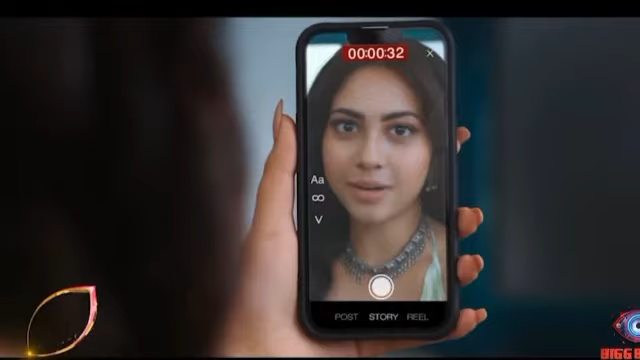 00:00:32
×
Aa
∞
V
POST STORY REEL
BIGG